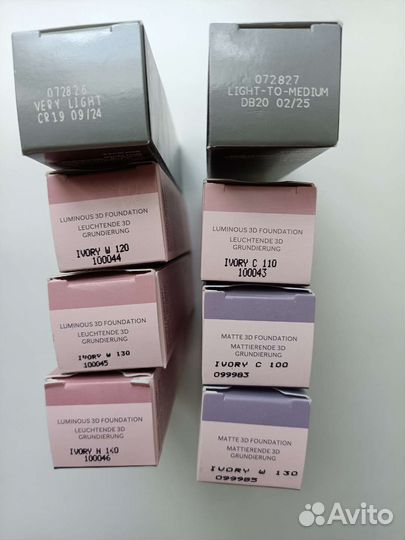 072826
VERY LIGHT
CR19 09/24
072827
LIGHT-TO-MEDIUM
DB20 02/25
LUMINOUS 3D FOUNDATION
LEUCHTENDE 3D
GRUNDIERUNG
IVORY W 120
100044
LUMINOUS 3D FOUNDATION
LEUCHTENDE 3D
GRUNDIERUNG
IVORY C 110
100043
LUMINOUS 3D FOUNDATION
LEUCHTENDE 3D
GRUNDIERUNG
IVORY W 130
100045
MATTE 3D FOUNDATION
MATTIERENDE 3D
GRUNDIERUNG
IVORY C 100
099983
LUMINOUS 3D FOUNDATION
LEUCHTENDE 3D
GRUNDIERUNG
IVORY N 140
100046
MATTE 3D FOUNDATION
MATTIERENDE 3D
GRUNDIERUNG
IVORY W 130
099985
Avito